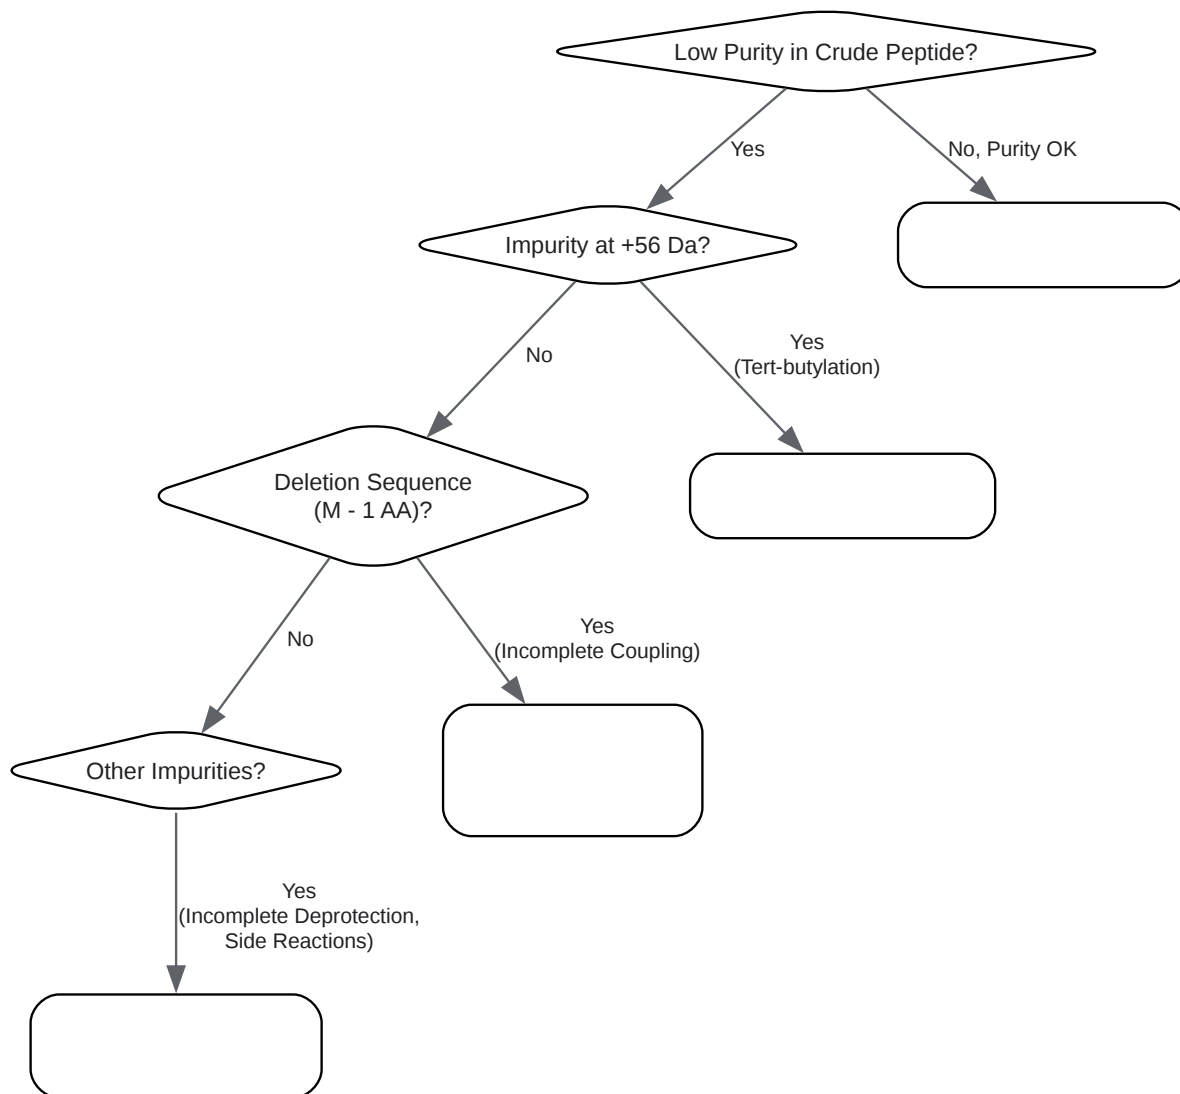 Low Purity in Crude Peptide?
Yes
No, Purity OK
Impurity at +56 Da?
No
Yes
(Tert-butylation)
Deletion Sequence
(M - 1 AA)?
No
Yes
(Incomplete Coupling)
Other Impurities?
Yes
(Incomplete Deprotection,
Side Reactions)